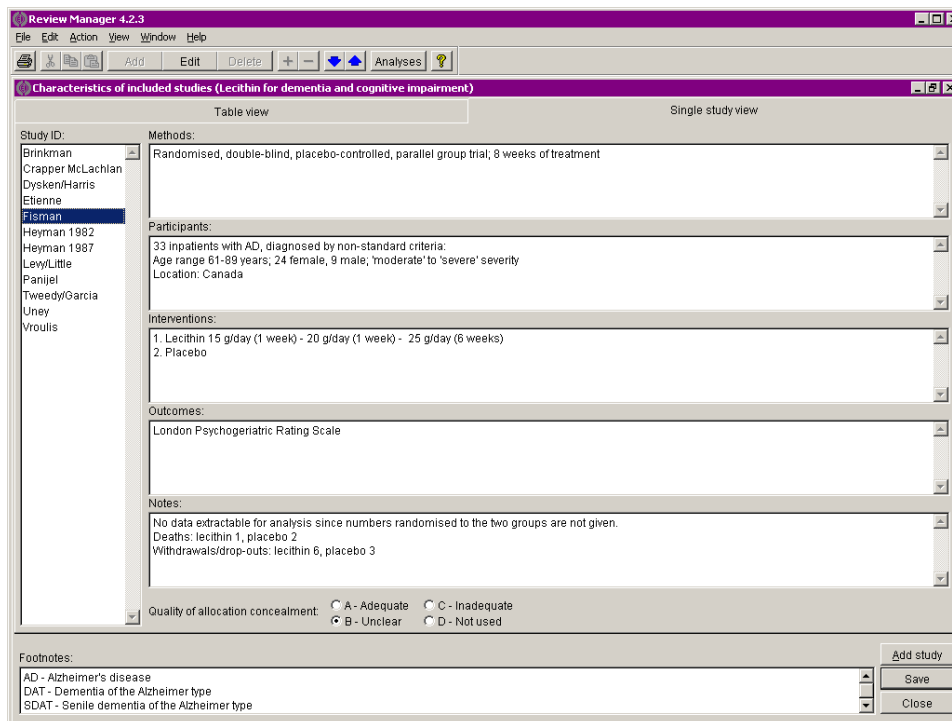 Review Manager 4.2.3
File Edit Action View Window Help
Add Edit Delete Analyses ?
Characteristics of included studies (Lecithin for dementia and cognitive impairment)
Table view Single study view
Study ID:
Brinkman
Crapper McLachlan
Dysken/Harris
Etienne
Fisman
Heyman 1982
Heyman 1987
Levy/Little
Panijel
Tweedy/Garcia
Uney
Vroulis
Methods:
Randomised, double-blind, placebo-controlled, parallel group trial; 8 weeks of treatment
Participants:
33 inpatients with AD, diagnosed by non-standard criteria:
Age range 61-89 years; 24 female, 9 male; 'moderate' to 'severe' severity
Location: Canada
Interventions:
1. Lecithin 15 g/day (1 week) - 20 g/day (1 week) - 25 g/day (6 weeks)
2. Placebo
Outcomes:
London Psychogeriatric Rating Scale
Notes:
No data extractable for analysis since numbers randomised to the two groups are not given.
Deaths: lecithin 1, placebo 2
Withdrawals/drop-outs: lecithin 6, placebo 3
Quality of allocation concealment:
A - Adequate C - Inadequate
B - Unclear D - Not used
Footnotes:
AD - Alzheimer's disease
DAT - Dementia of the Alzheimer type
SDAT - Senile dementia of the Alzheimer type
Add study
Save
Close